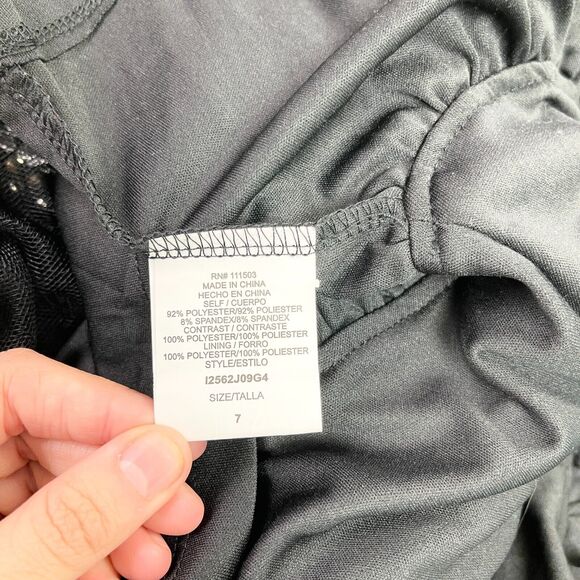 RN# 111503
MADE IN CHINA
HECHO EN CHINA
SELF / CUERPO
92% POLYESTER/92% POLIESTER
8% SPANDEX/8% SPANDEX
CONTRAST / CONTRASTE
100% POLYESTER/100% POLIESTER
LINING / FORRO
100% POLYESTER/100% POLIESTER
STYLE/ESTILO
I2562J09G4
SIZE/TALLA
7